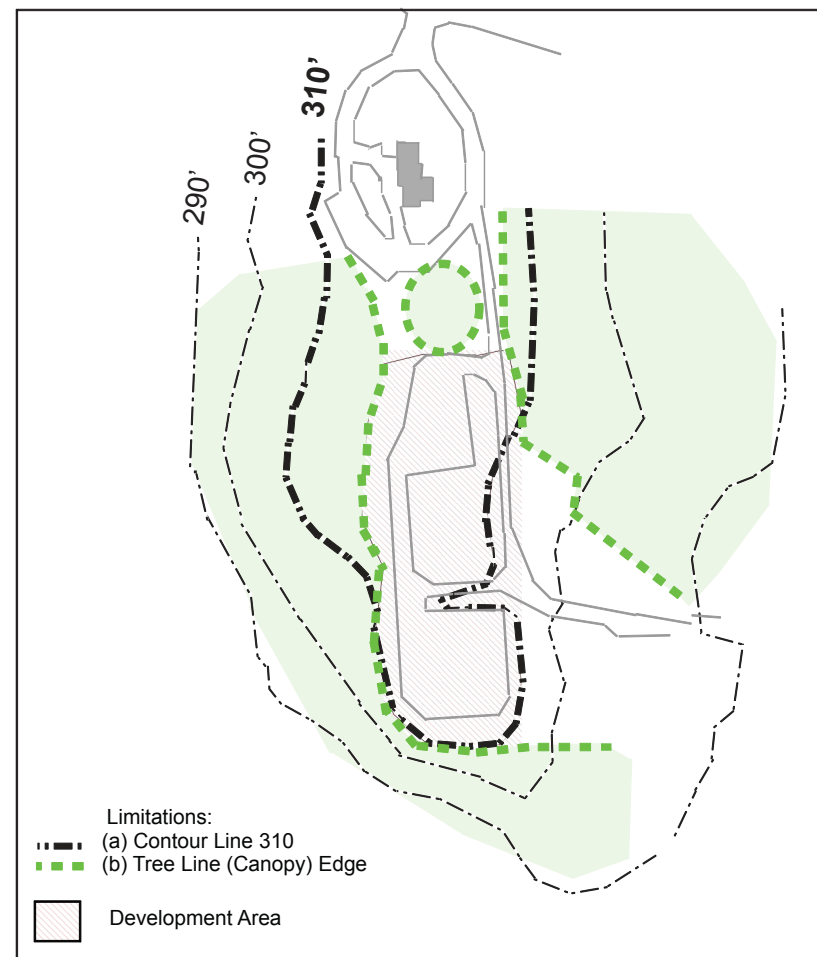 310'
300'
290'
Limitations:
(a) Contour Line 310
(b) Tree Line (Canopy) Edge
Development Area